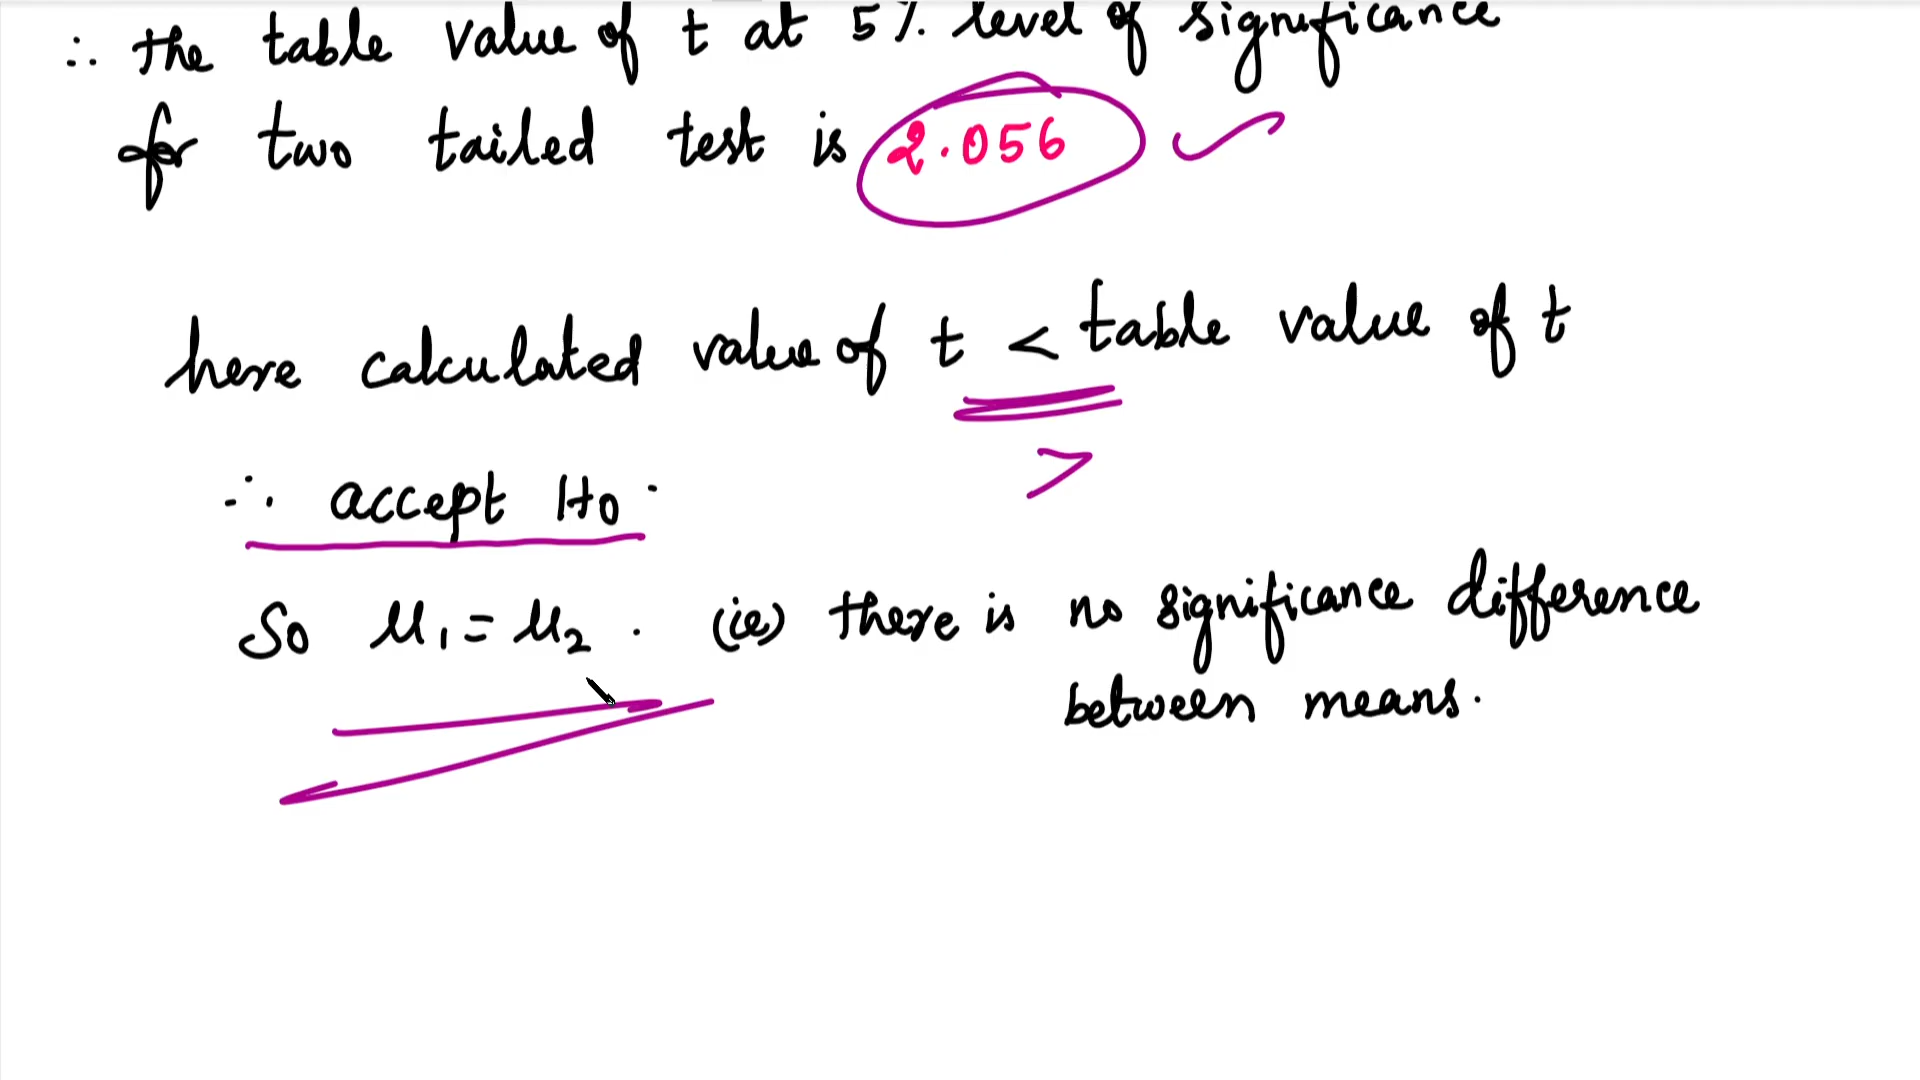 ∴ the table value of t at 5% level of significance
for two tailed test is 2.056
here calculated value of t < table value of t
>
∴ accept H0.
So μ1 = μ2. (ie) there is no significance difference
between means.